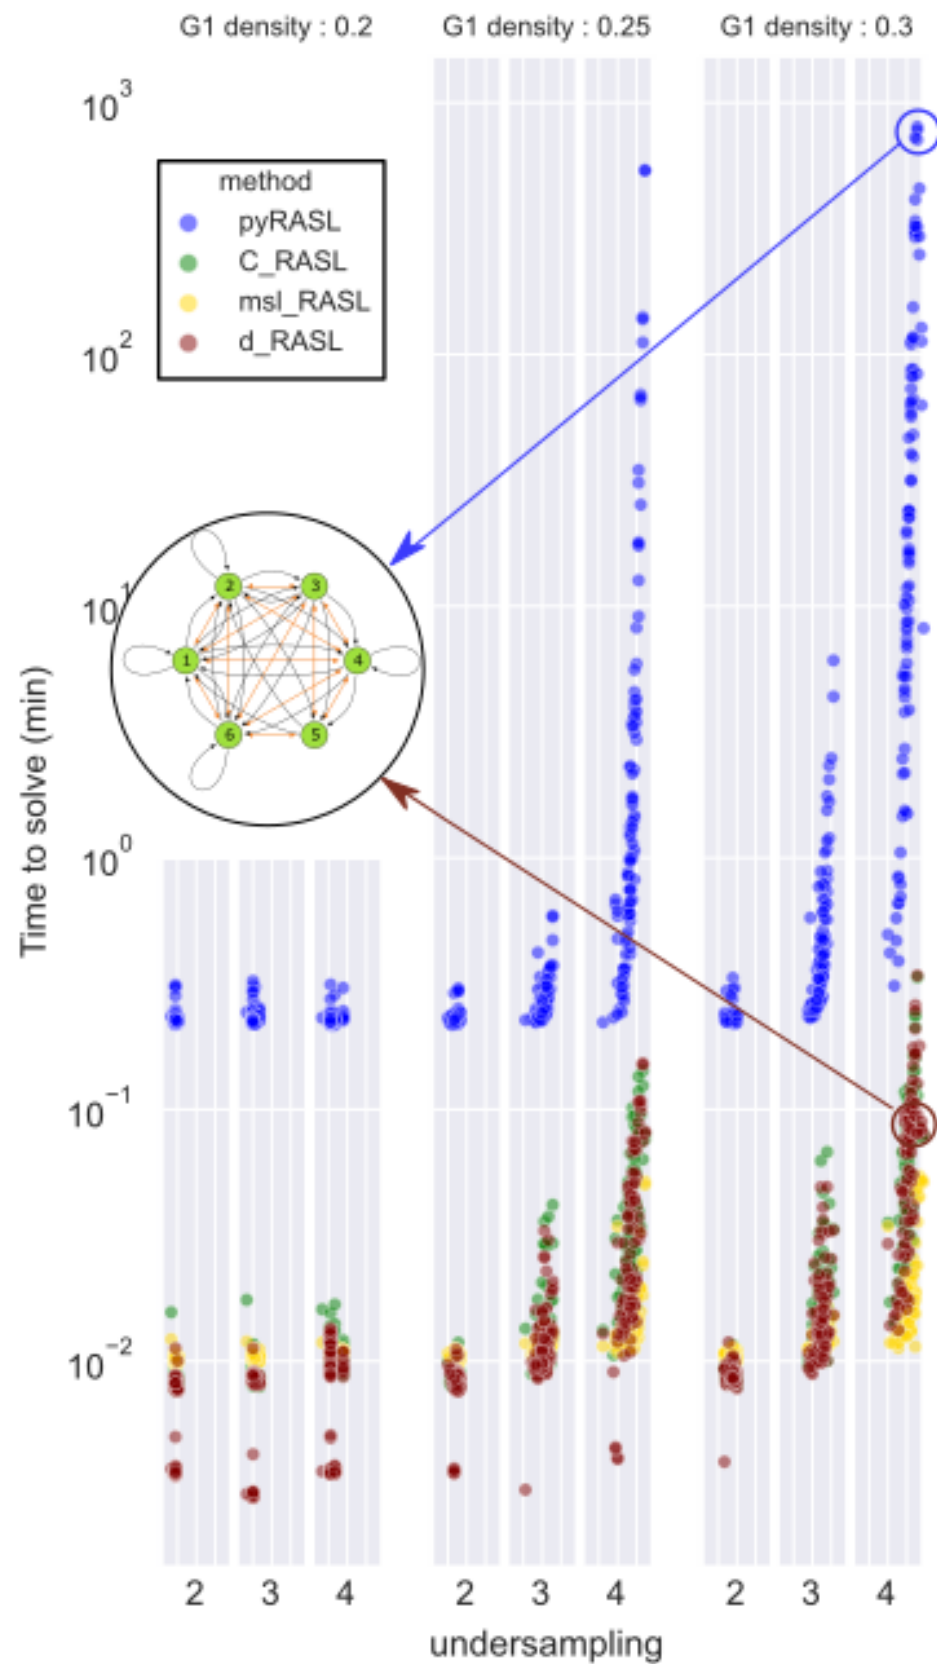 G1 density : 0.2
G1 density : 0.25
G1 density : 0.3
10^3
method
pyRASL
C_RASL
msl_RASL
d_RASL
10^2
10^1
2
3
1
4
6
5
Time to solve (min)
10^0
10^−1
10^−2
2 3 4 2 3 4 2 3 4
undersampling